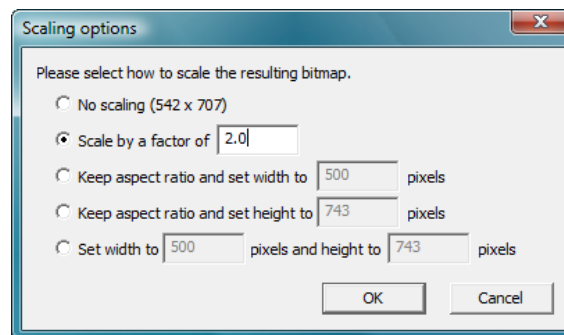 Scaling options
Please select how to scale the resulting bitmap.
No scaling (542 x 707)
Scale by a factor of 2.0
Keep aspect ratio and set width to 500 pixels
Keep aspect ratio and set height to 743 pixels
Set width to 500 pixels and height to 743 pixels
OK Cancel